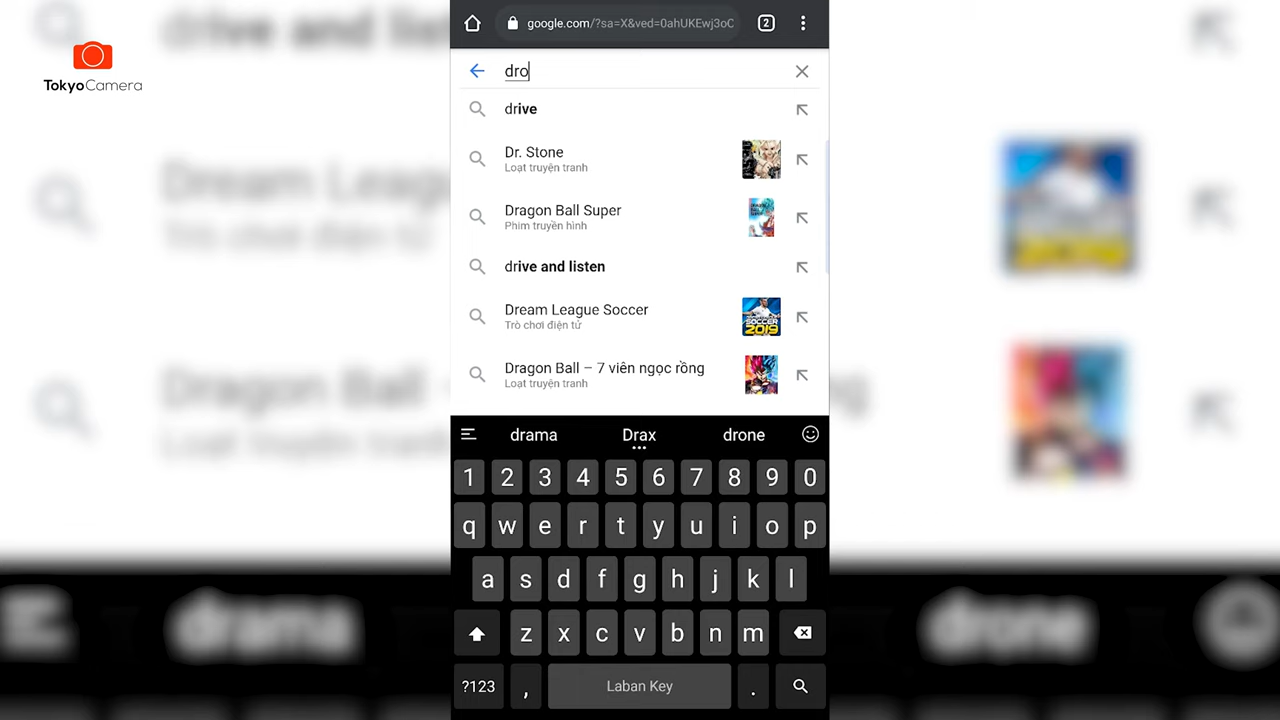 TokyoCamera
google.com/?sa=X&ved=0ahUKEwj3oC
2
dro
drive
Dr. Stone
Loạt truyện tranh
Dragon Ball Super
Phim truyền hình
drive and listen
Dream League Soccer
Trò chơi điện tử
SOCCER
2019
Dragon Ball – 7 viên ngọc rồng
Loạt truyện tranh
drama Drax drone
1 2 3 4 5 6 7 8 9 0
q w e r t y u i o p
a s d f g h j k l
z x c v b n m
?123 , Laban Key .